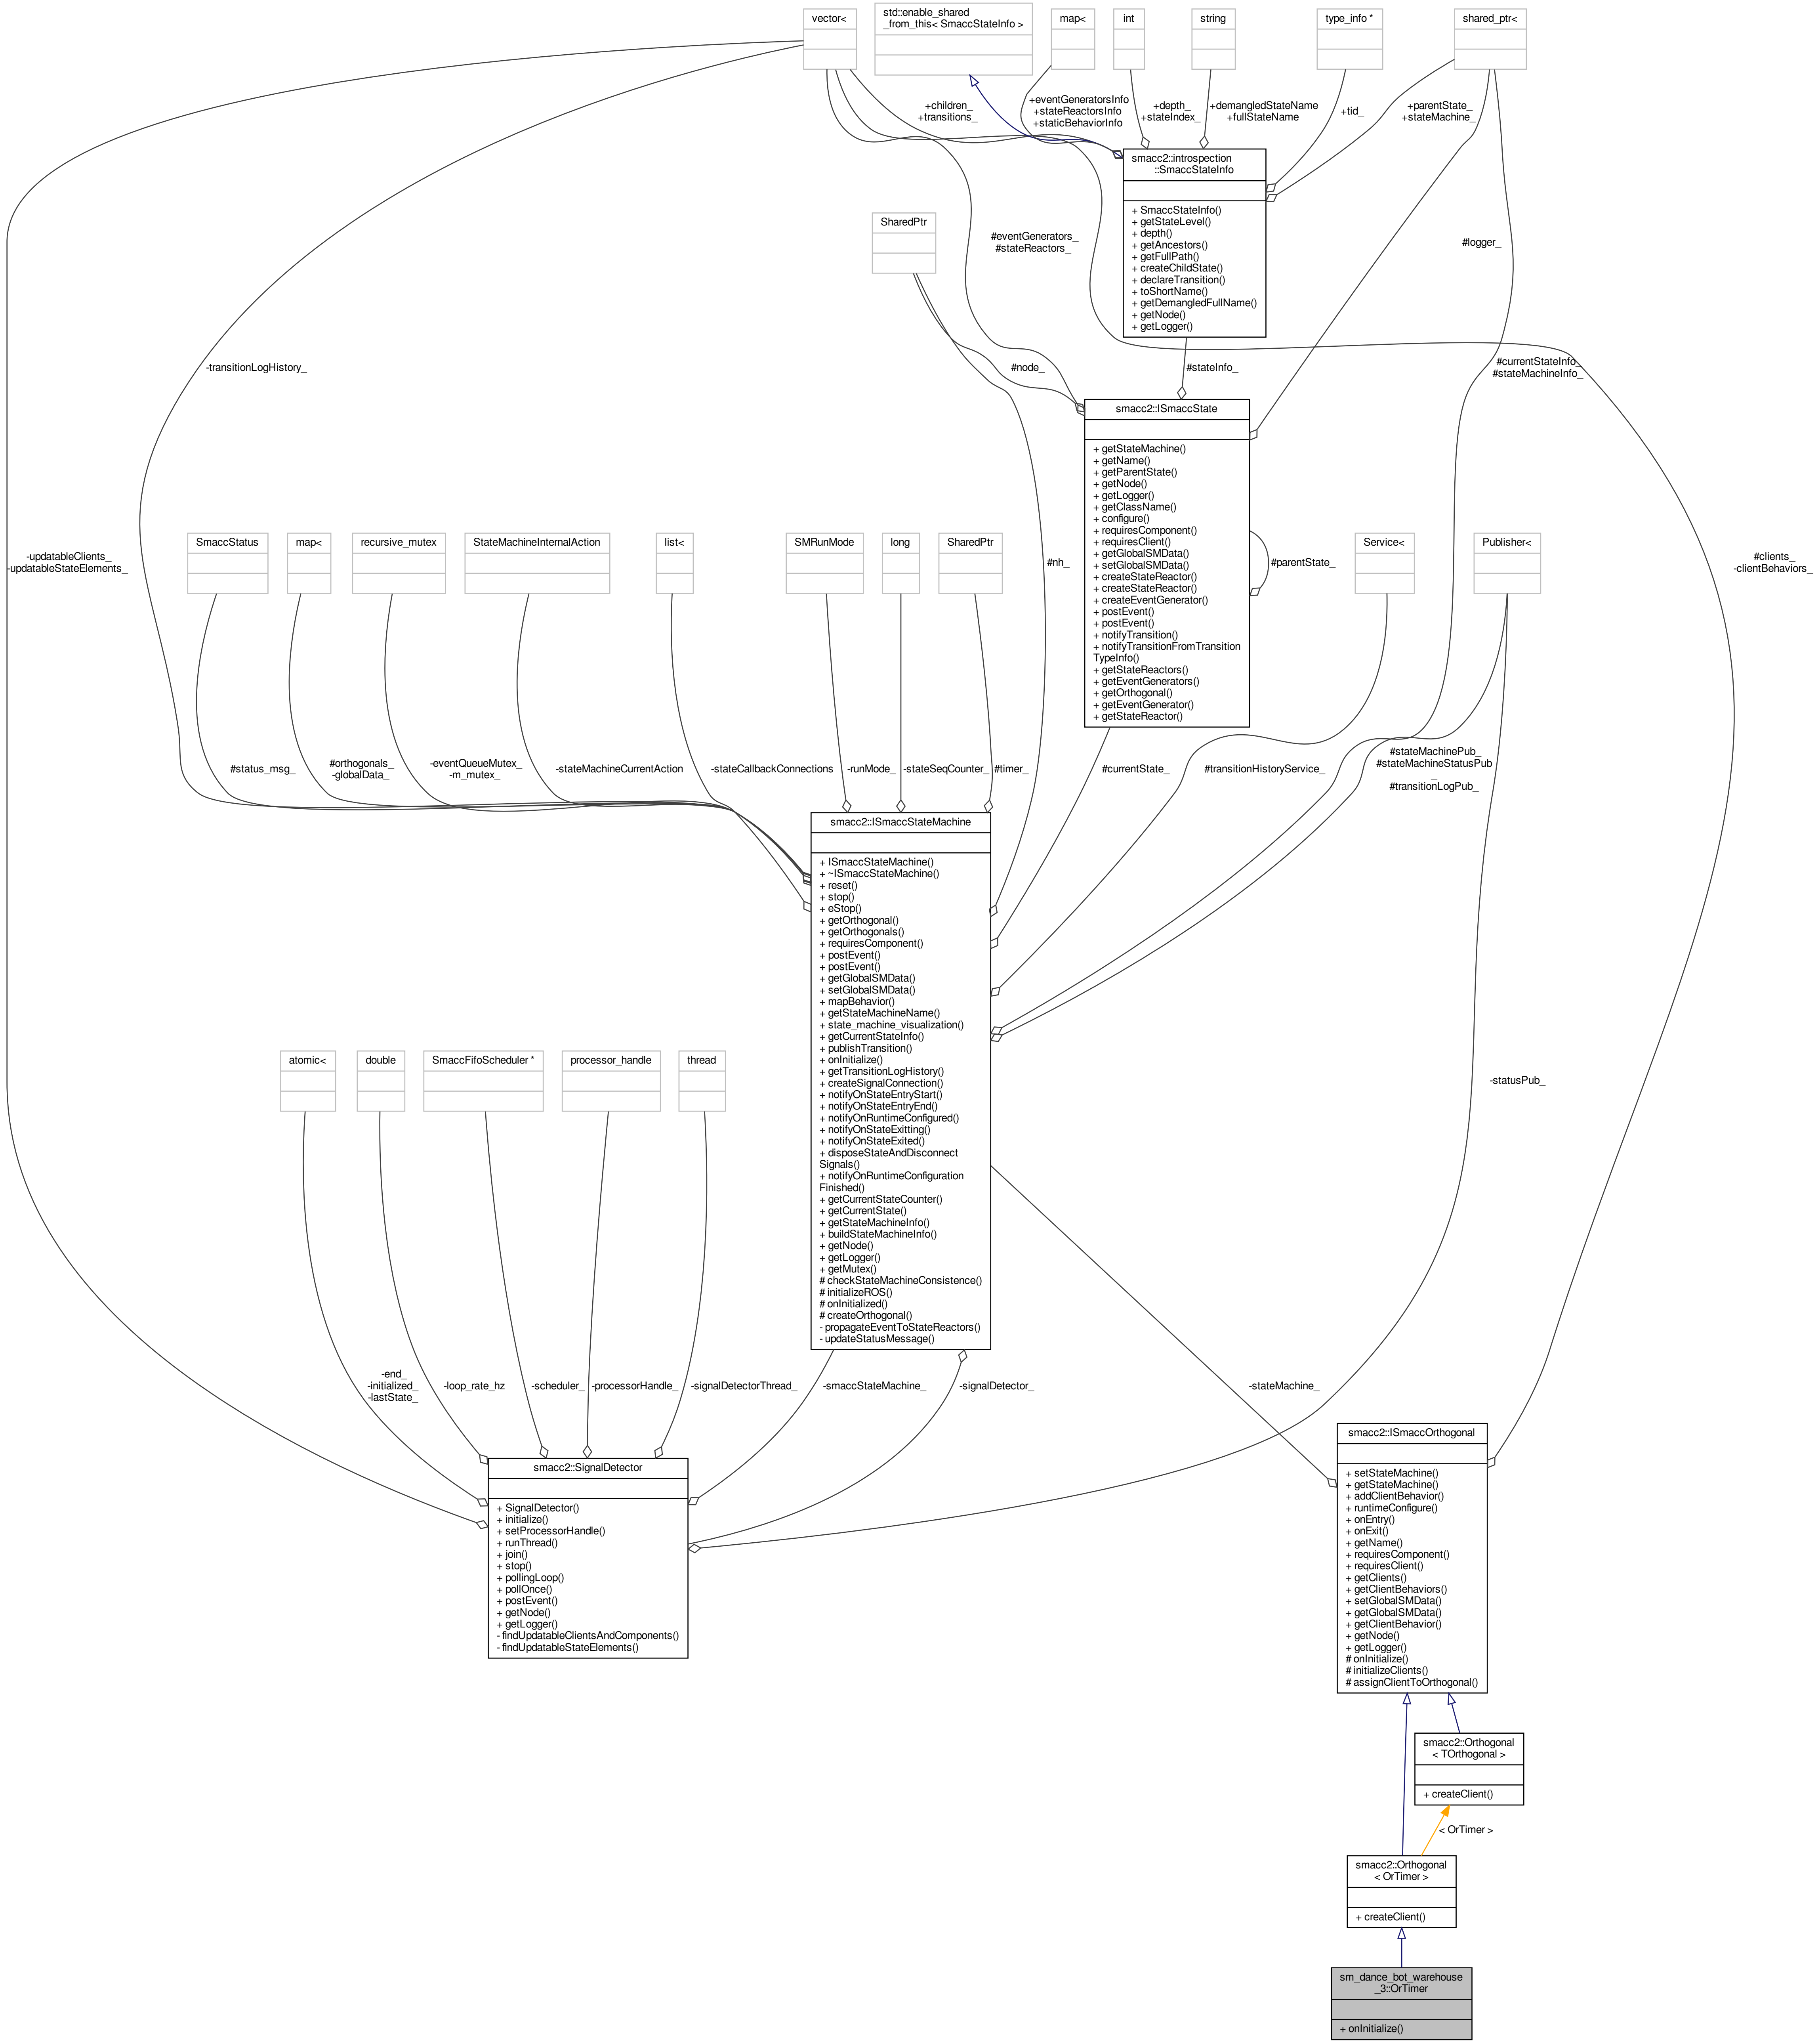 vector<
std::enable_shared
_from_this< SmaccStateInfo >
map<
int
string
type_info *
shared_ptr<
+children_
+transitions_
+eventGeneratorsInfo
+stateReactorsInfo
+staticBehaviorInfo
+depth_
+stateIndex_
+demangledStateName
+fullStateName
+tid_
+parentState_
+stateMachine_
smacc2::introspection
::SmaccStateInfo
+ SmaccStateInfo()
+ getStateLevel()
+ depth()
+ getAncestors()
+ getFullPath()
+ createChildState()
+ declareTransition()
+ toShortName()
+ getDemangledFullName()
+ getNode()
+ getLogger()
SharedPtr
#eventGenerators_
#stateReactors_
#logger_
-transitionLogHistory_
#node_
#stateInfo_
#currentStateInfo_
#stateMachineInfo_
smacc2::ISmaccState
+ getStateMachine()
+ getName()
+ getParentState()
+ getNode()
+ getLogger()
+ getClassName()
+ configure()
+ requiresComponent()
+ requiresClient()
+ getGlobalSMData()
+ setGlobalSMData()
+ createStateReactor()
+ createStateReactor()
+ createEventGenerator()
+ postEvent()
+ postEvent()
+ notifyTransition()
+ notifyTransitionFromTransition
TypeInfo()
+ getStateReactors()
+ getEventGenerators()
+ getOrthogonal()
+ getEventGenerator()
+ getStateReactor()
#parentState_
SmaccStatus
map<
recursive_mutex
StateMachineInternalAction
list<
SMRunMode
long
SharedPtr
Service<
Publisher<
-updatableClients_
-updatableStateElements_
#nh_
#clients_
-clientBehaviors_
#status_msg_
#orthogonals_
-globalData_
-eventQueueMutex_
-m_mutex_
-stateMachineCurrentAction
-stateCallbackConnections
-runMode_
-stateSeqCounter_
#timer_
#currentState_
#transitionHistoryService_
#stateMachinePub_
#stateMachineStatusPub
_
#transitionLogPub_
smacc2::ISmaccStateMachine
+ ISmaccStateMachine()
+ ~ISmaccStateMachine()
+ reset()
+ stop()
+ eStop()
+ getOrthogonal()
+ getOrthogonals()
+ requiresComponent()
+ postEvent()
+ postEvent()
+ getGlobalSMData()
+ setGlobalSMData()
+ mapBehavior()
+ getStateMachineName()
+ state_machine_visualization()
+ getCurrentStateInfo()
+ publishTransition()
+ onInitialize()
+ getTransitionLogHistory()
+ createSignalConnection()
+ notifyOnStateEntryStart()
+ notifyOnStateEntryEnd()
+ notifyOnRuntimeConfigured()
+ notifyOnStateExitting()
+ notifyOnStateExited()
+ disposeStateAndDisconnect
Signals()
+ notifyOnRuntimeConfiguration
Finished()
+ getCurrentStateCounter()
+ getCurrentState()
+ getStateMachineInfo()
+ buildStateMachineInfo()
+ getNode()
+ getLogger()
+ getMutex()
# checkStateMachineConsistence()
# initializeROS()
# onInitialized()
# createOrthogonal()
- propagateEventToStateReactors()
- updateStatusMessage()
atomic<
double
SmaccFifoScheduler *
processor_handle
thread
-statusPub_
-end_
-initialized_
-lastState_
-loop_rate_hz
-scheduler_
-processorHandle_
-signalDetectorThread_
-smaccStateMachine_
-signalDetector_
-stateMachine_
smacc2::SignalDetector
+ SignalDetector()
+ initialize()
+ setProcessorHandle()
+ runThread()
+ join()
+ stop()
+ pollingLoop()
+ pollOnce()
+ postEvent()
+ getNode()
+ getLogger()
- findUpdatableClientsAndComponents()
- findUpdatableStateElements()
smacc2::ISmaccOrthogonal
+ setStateMachine()
+ getStateMachine()
+ addClientBehavior()
+ runtimeConfigure()
+ onEntry()
+ onExit()
+ getName()
+ requiresComponent()
+ requiresClient()
+ getClients()
+ getClientBehaviors()
+ setGlobalSMData()
+ getGlobalSMData()
+ getClientBehavior()
+ getNode()
+ getLogger()
# onInitialize()
# initializeClients()
# assignClientToOrthogonal()
smacc2::Orthogonal
< TOrthogonal >
+ createClient()
< OrTimer >
smacc2::Orthogonal
< OrTimer >
+ createClient()
sm_dance_bot_warehouse
_3::OrTimer
+ onInitialize()